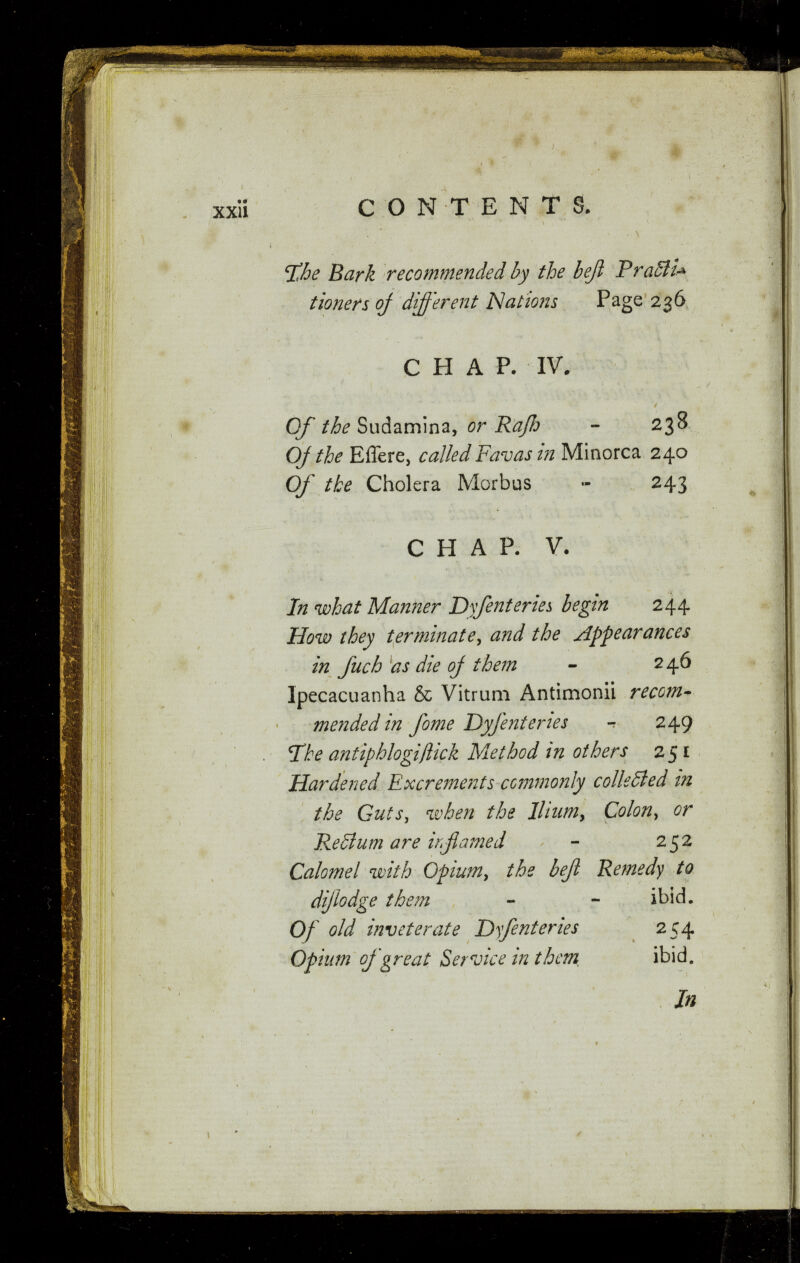 xxii CONTENTS.
The Bark recommended by the beſt Practi-
tioners of different Nations Page 236
CHAP. IV.
Of the Sudamina, or Raſh - 238
Of the Eſſere, called Favas in Minorca 240
Of the Cholera Morbus - 243
CHAP. V.
In what Manner Dyſenteries begin 244
How they terminate, and the Appearances
in ſuch as die of them - 246
Ipecacuanha & Vitrum Antimonii recom-
mended in ſome Dyſenteries - 249
The antiphlogiſtick Method in others 251
Hardened Excrements commonly collected in
the Guts, when the Ilium, Colon, or
Rectum are inflamed - 252
Calomel with Opium, the beſt Remedy to
diſlodge them - - ibid.
Of old inveterate Dyſenteries 254
Opium of great Service in them ibid.
In